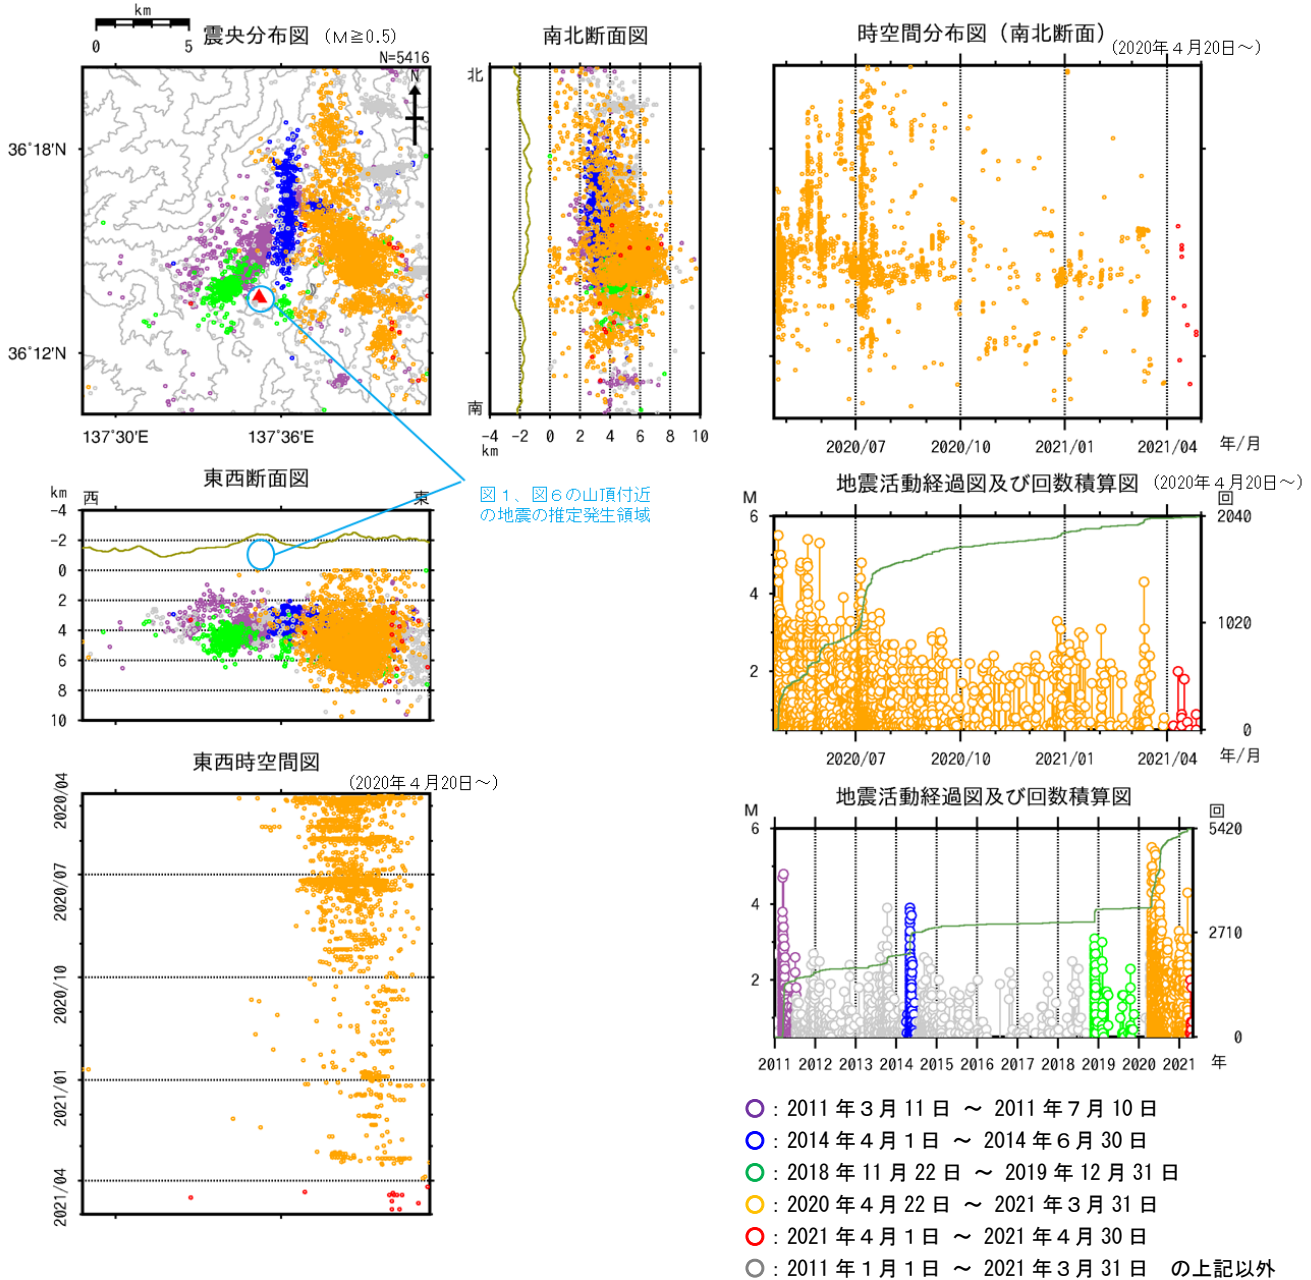 km
0 5
震央分布図 （Ｍ≧0.5）
N=5416
N
36°18'N
36°12'N
137°30'E 137°36'E
南北断面図
北
南
-4 -2 0 2 4 6 8 10
km
時空間分布図（南北断面） （2020年４月20日～）
2020/07 2020/10 2021/01 2021/04 年/月
東西断面図
km 西 東
-4
-2
0
2
4
6
8
10
図１、図６の山頂付近
の地震の推定発生領域
地震活動経過図及び回数積算図 （2020年４月20日～）
M 回
6 2040
4
1020
2
0
2020/07 2020/10 2021/01 2021/04 年/月
東西時空間図
（2020年４月20日～）
2020/04
2020/07
2020/10
2021/01
2021/04
地震活動経過図及び回数積算図
M 回
6 5420
4
2710
2
0
2011 2012 2013 2014 2015 2016 2017 2018 2019 2020 2021 年
：2011 年３月 11 日 ～ 2011 年７月 10 日
：2014 年４月１日 ～ 2014 年６月 30 日
：2018 年 11 月 22 日 ～ 2019 年 12 月 31 日
：2020 年４月 22 日 ～ 2021 年３月 31 日
：2021 年４月１日 ～ 2021 年４月 30 日
：2011 年１月１日 ～ 2021 年３月 31 日 の上記以外